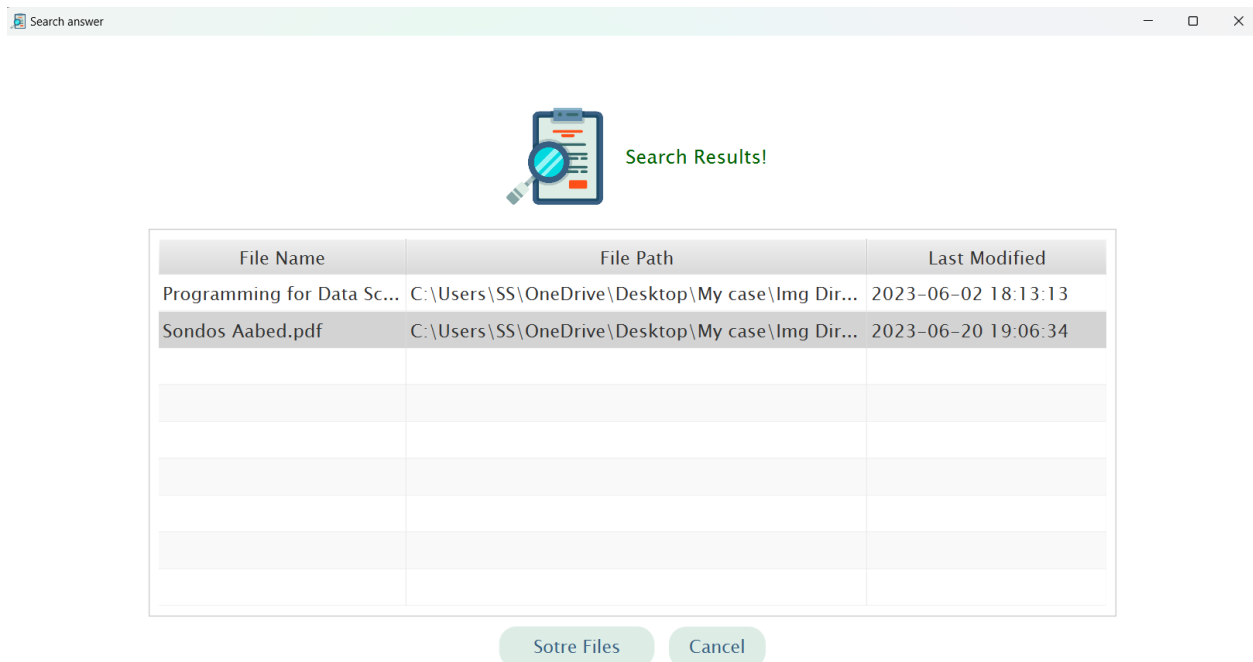 Search answer
Search Results!
File Name File Path Last Modified
Programming for Data Sc... C:\Users\SS\OneDrive\Desktop\My case\Img Dir... 2023-06-02 18:13:13
Sondos Aabed.pdf C:\Users\SS\OneDrive\Desktop\My case\Img Dir... 2023-06-20 19:06:34
Sotre Files Cancel